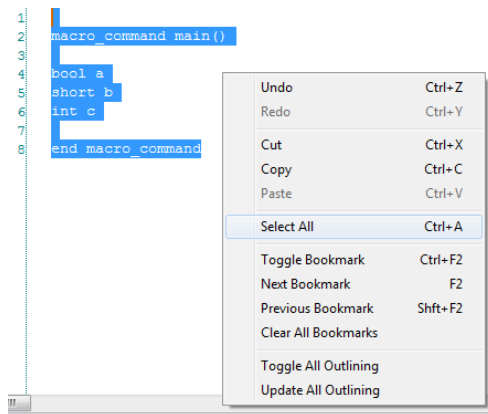 1
2 macro_command main()
3
4 bool a
5 short b
6 int c
7
8 end macro_command
Undo Ctrl+Z
Redo Ctrl+Y
Cut Ctrl+X
Copy Ctrl+C
Paste Ctrl+V
Select All Ctrl+A
Toggle Bookmark Ctrl+F2
Next Bookmark F2
Previous Bookmark Shft+F2
Clear All Bookmarks
Toggle All Outlining
Update All Outlining